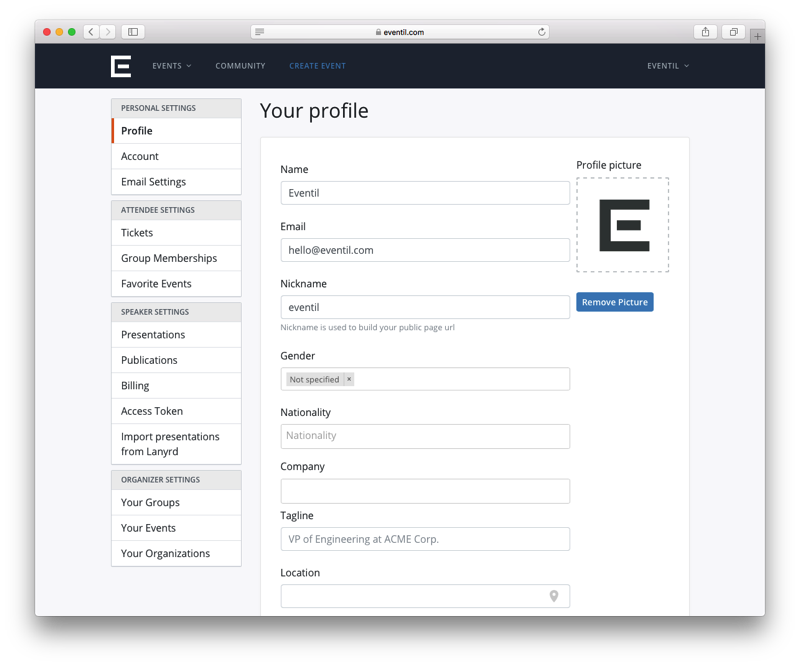 eventil.com
EVENTS
COMMUNITY
CREATE EVENT
EVENTIL
PERSONAL SETTINGS
Profile
Account
Email Settings
ATTENDEE SETTINGS
Tickets
Group Memberships
Favorite Events
SPEAKER SETTINGS
Presentations
Publications
Billing
Access Token
Import presentations
from Lanyrd
ORGANIZER SETTINGS
Your Groups
Your Events
Your Organizations
Your profile
Name
Eventil
Email
hello@eventil.com
Nickname
eventil
Nickname is used to build your public page url
Gender
Not specified ×
Nationality
Nationality
Company
Tagline
VP of Engineering at ACME Corp.
Location
Profile picture
Remove Picture